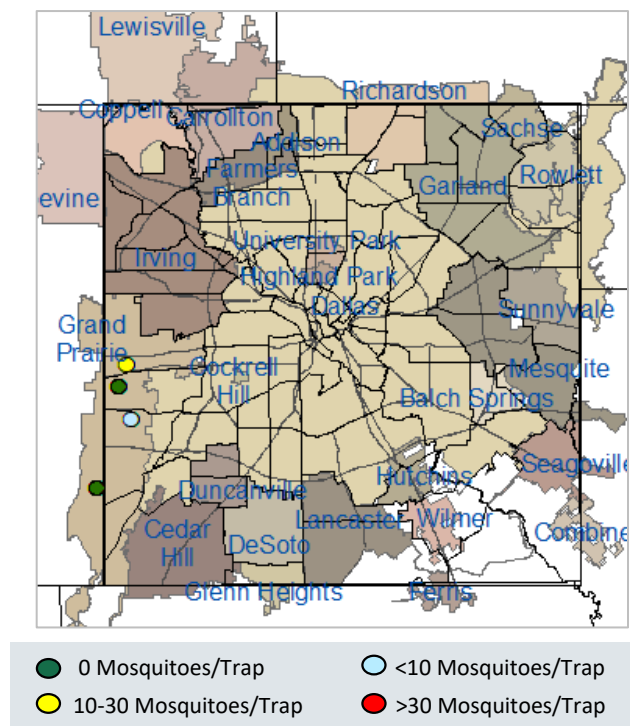 Lewisville
Richardson
Coppell
Carrollton
Addison
Sachse
Farmers
Branch
Garland
Rowlett
evine
University Park
Irving
Highland Park
Dallas
Sunnyvale
Grand
Prairie
Cockrell
Hill
Mesquite
Balch Springs
Hutchins
Seagoville
Duncanville
Lancaster
Wilmer
Cedar
Hill
DeSoto
Combine
Glenn Heights
Ferris
0 Mosquitoes/Trap
<10 Mosquitoes/Trap
10-30 Mosquitoes/Trap
>30 Mosquitoes/Trap